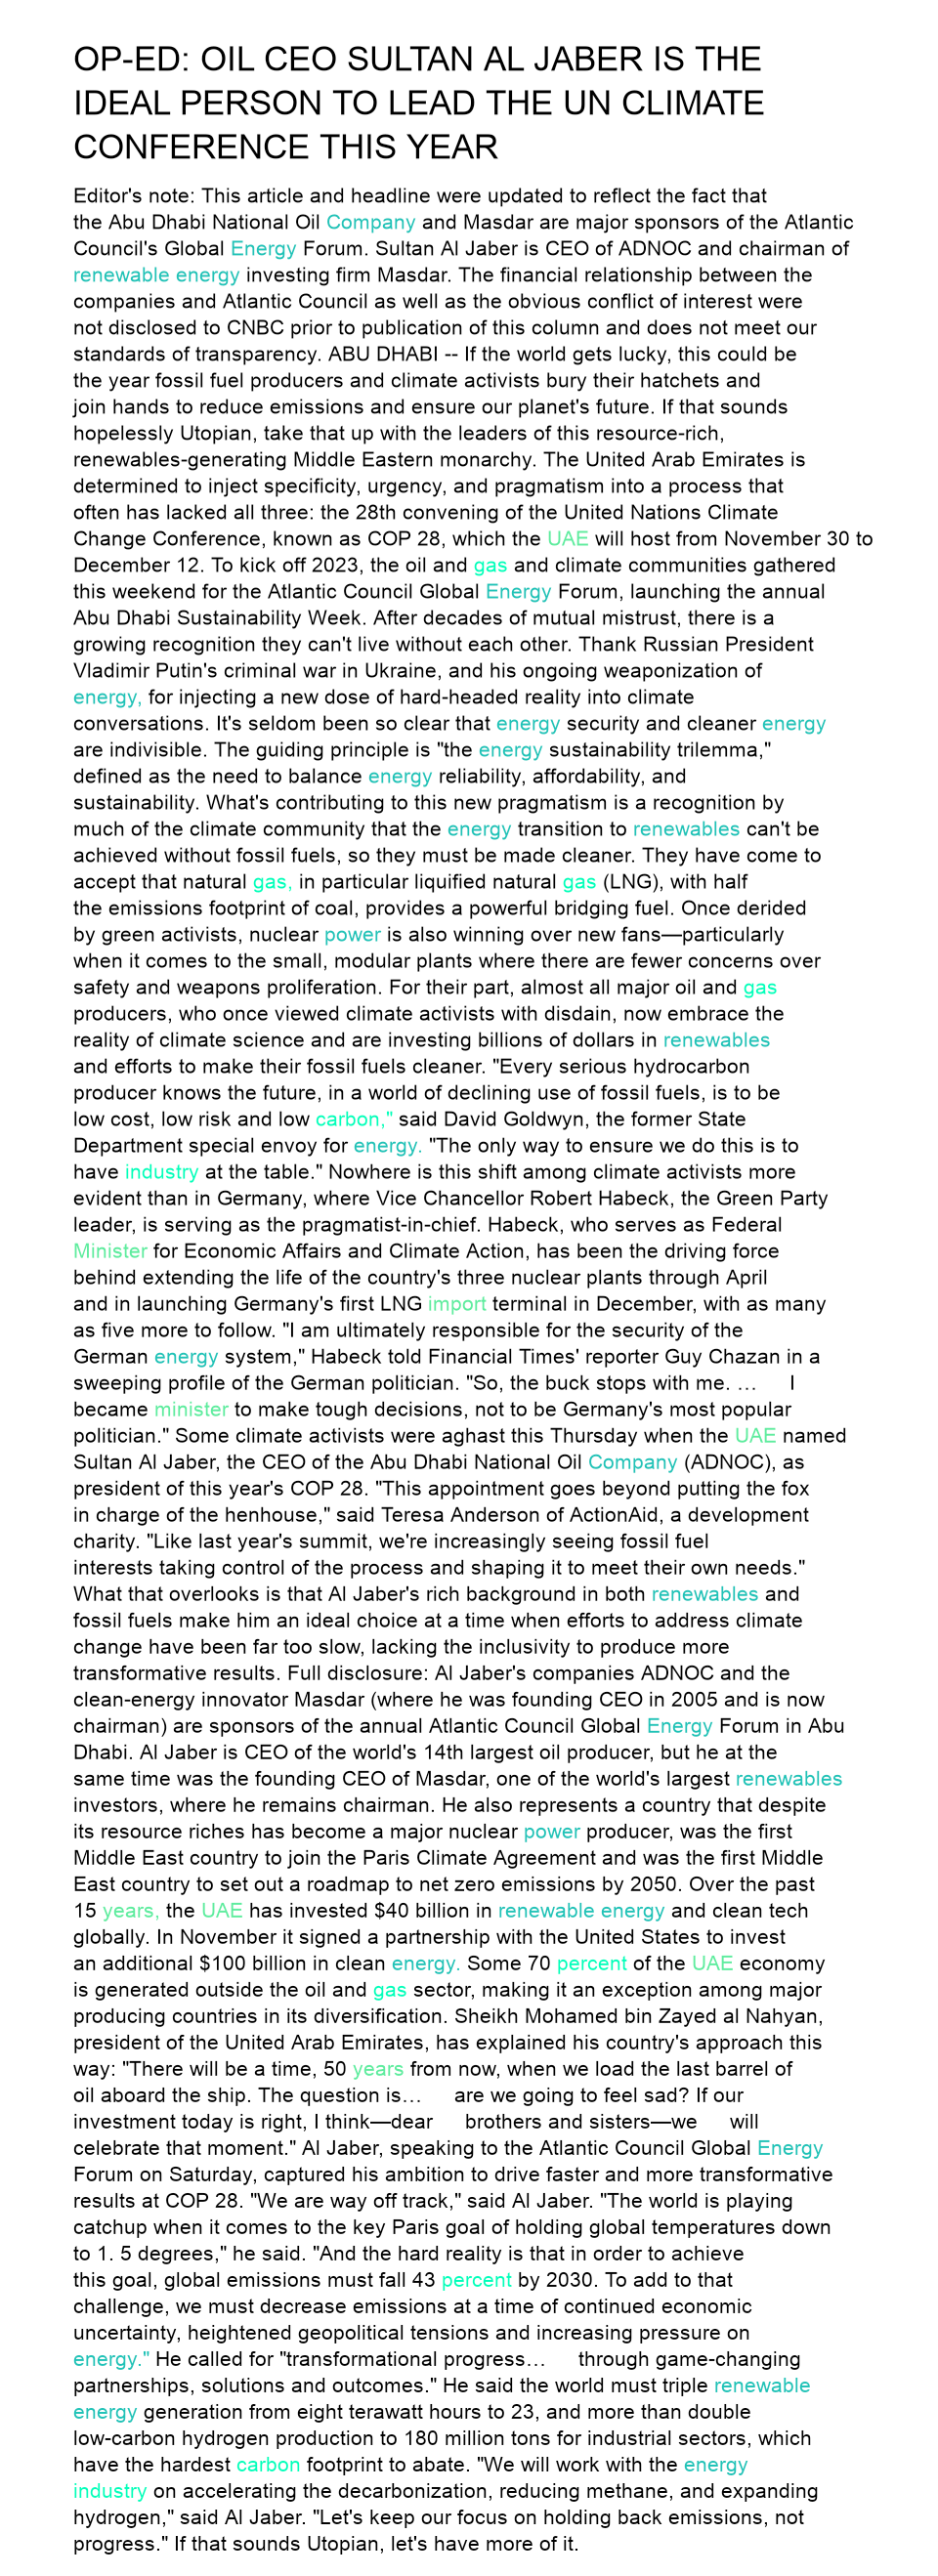 OP-ED: OIL CEO SULTAN AL JABER IS THE
IDEAL PERSON TO LEAD THE UN CLIMATE
CONFERENCE THIS YEAR
Editor's note: This article and headline were updated to reflect the fact that
the Abu Dhabi National Oil Company and Masdar are major sponsors of the Atlantic
Council's Global Energy Forum. Sultan Al Jaber is CEO of ADNOC and chairman of
renewable energy investing firm Masdar. The financial relationship between the
companies and Atlantic Council as well as the obvious conflict of interest were
not disclosed to CNBC prior to publication of this column and does not meet our
standards of transparency. ABU DHABI -- If the world gets lucky, this could be
the year fossil fuel producers and climate activists bury their hatchets and
join hands to reduce emissions and ensure our planet's future. If that sounds
hopelessly Utopian, take that up with the leaders of this resource-rich,
renewables-generating Middle Eastern monarchy. The United Arab Emirates is
determined to inject specificity, urgency, and pragmatism into a process that
often has lacked all three: the 28th convening of the United Nations Climate
Change Conference, known as COP 28, which the UAE will host from November 30 to
December 12. To kick off 2023, the oil and gas and climate communities gathered
this weekend for the Atlantic Council Global Energy Forum, launching the annual
Abu Dhabi Sustainability Week. After decades of mutual mistrust, there is a
growing recognition they can't live without each other. Thank Russian President
Vladimir Putin's criminal war in Ukraine, and his ongoing weaponization of
energy, for injecting a new dose of hard-headed reality into climate
conversations. It's seldom been so clear that energy security and cleaner energy
are indivisible. The guiding principle is "the energy sustainability trilemma,"
defined as the need to balance energy reliability, affordability, and
sustainability. What's contributing to this new pragmatism is a recognition by
much of the climate community that the energy transition to renewables can't be
achieved without fossil fuels, so they must be made cleaner. They have come to
accept that natural gas, in particular liquified natural gas (LNG), with half
the emissions footprint of coal, provides a powerful bridging fuel. Once derided
by green activists, nuclear power is also winning over new fans—particularly
when it comes to the small, modular plants where there are fewer concerns over
safety and weapons proliferation. For their part, almost all major oil and gas
producers, who once viewed climate activists with disdain, now embrace the
reality of climate science and are investing billions of dollars in renewables
and efforts to make their fossil fuels cleaner. "Every serious hydrocarbon
producer knows the future, in a world of declining use of fossil fuels, is to be
low cost, low risk and low carbon," said David Goldwyn, the former State
Department special envoy for energy. "The only way to ensure we do this is to
have industry at the table." Nowhere is this shift among climate activists more
evident than in Germany, where Vice Chancellor Robert Habeck, the Green Party
leader, is serving as the pragmatist-in-chief. Habeck, who serves as Federal
Minister for Economic Affairs and Climate Action, has been the driving force
behind extending the life of the country's three nuclear plants through April
and in launching Germany's first LNG import terminal in December, with as many
as five more to follow. "I am ultimately responsible for the security of the
German energy system," Habeck told Financial Times' reporter Guy Chazan in a
sweeping profile of the German politician. "So, the buck stops with me. … I
became minister to make tough decisions, not to be Germany's most popular
politician." Some climate activists were aghast this Thursday when the UAE named
Sultan Al Jaber, the CEO of the Abu Dhabi National Oil Company (ADNOC), as
president of this year's COP 28. "This appointment goes beyond putting the fox
in charge of the henhouse," said Teresa Anderson of ActionAid, a development
charity. "Like last year's summit, we're increasingly seeing fossil fuel
interests taking control of the process and shaping it to meet their own needs."
What that overlooks is that Al Jaber's rich background in both renewables and
fossil fuels make him an ideal choice at a time when efforts to address climate
change have been far too slow, lacking the inclusivity to produce more
transformative results. Full disclosure: Al Jaber's companies ADNOC and the
clean-energy innovator Masdar (where he was founding CEO in 2005 and is now
chairman) are sponsors of the annual Atlantic Council Global Energy Forum in Abu
Dhabi. Al Jaber is CEO of the world's 14th largest oil producer, but he at the
same time was the founding CEO of Masdar, one of the world's largest renewables
investors, where he remains chairman. He also represents a country that despite
its resource riches has become a major nuclear power producer, was the first
Middle East country to join the Paris Climate Agreement and was the first Middle
East country to set out a roadmap to net zero emissions by 2050. Over the past
15 years, the UAE has invested $40 billion in renewable energy and clean tech
globally. In November it signed a partnership with the United States to invest
an additional $100 billion in clean energy. Some 70 percent of the UAE economy
is generated outside the oil and gas sector, making it an exception among major
producing countries in its diversification. Sheikh Mohamed bin Zayed al Nahyan,
president of the United Arab Emirates, has explained his country's approach this
way: "There will be a time, 50 years from now, when we load the last barrel of
oil aboard the ship. The question is… are we going to feel sad? If our
investment today is right, I think—dear brothers and sisters—we will
celebrate that moment." Al Jaber, speaking to the Atlantic Council Global Energy
Forum on Saturday, captured his ambition to drive faster and more transformative
results at COP 28. "We are way off track," said Al Jaber. "The world is playing
catchup when it comes to the key Paris goal of holding global temperatures down
to 1. 5 degrees," he said. "And the hard reality is that in order to achieve
this goal, global emissions must fall 43 percent by 2030. To add to that
challenge, we must decrease emissions at a time of continued economic
uncertainty, heightened geopolitical tensions and increasing pressure on
energy." He called for "transformational progress… through game-changing
partnerships, solutions and outcomes." He said the world must triple renewable
energy generation from eight terawatt hours to 23, and more than double
low-carbon hydrogen production to 180 million tons for industrial sectors, which
have the hardest carbon footprint to abate. "We will work with the energy
industry on accelerating the decarbonization, reducing methane, and expanding
hydrogen," said Al Jaber. "Let's keep our focus on holding back emissions, not
progress." If that sounds Utopian, let's have more of it.